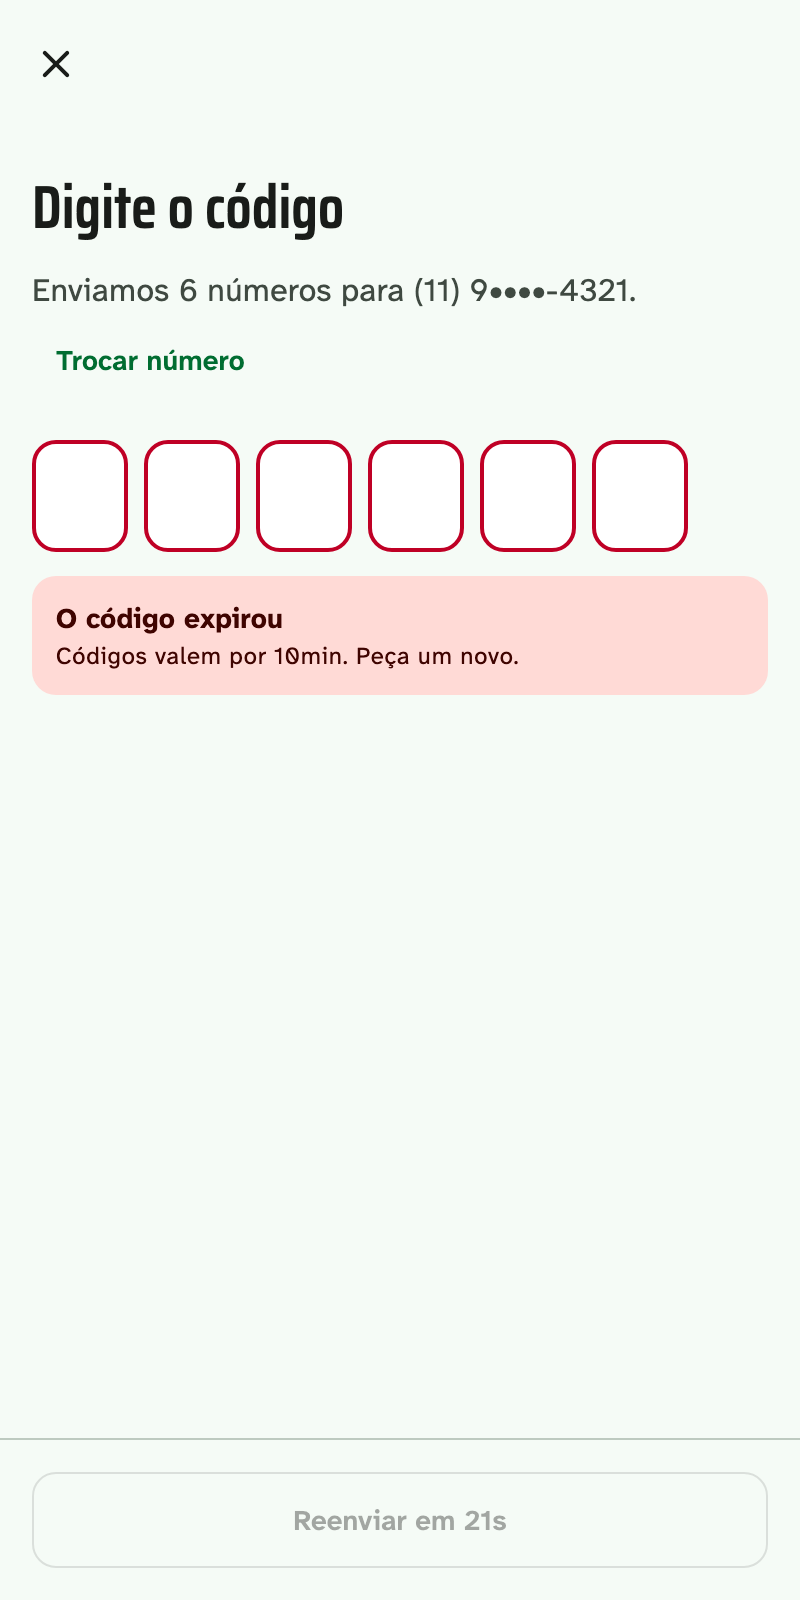 Digite o código
Enviamos 6 números para (11) 9••••-4321.
Trocar número
O código expirou
Códigos valem por 10min. Peça um novo.
Reenviar em 21s